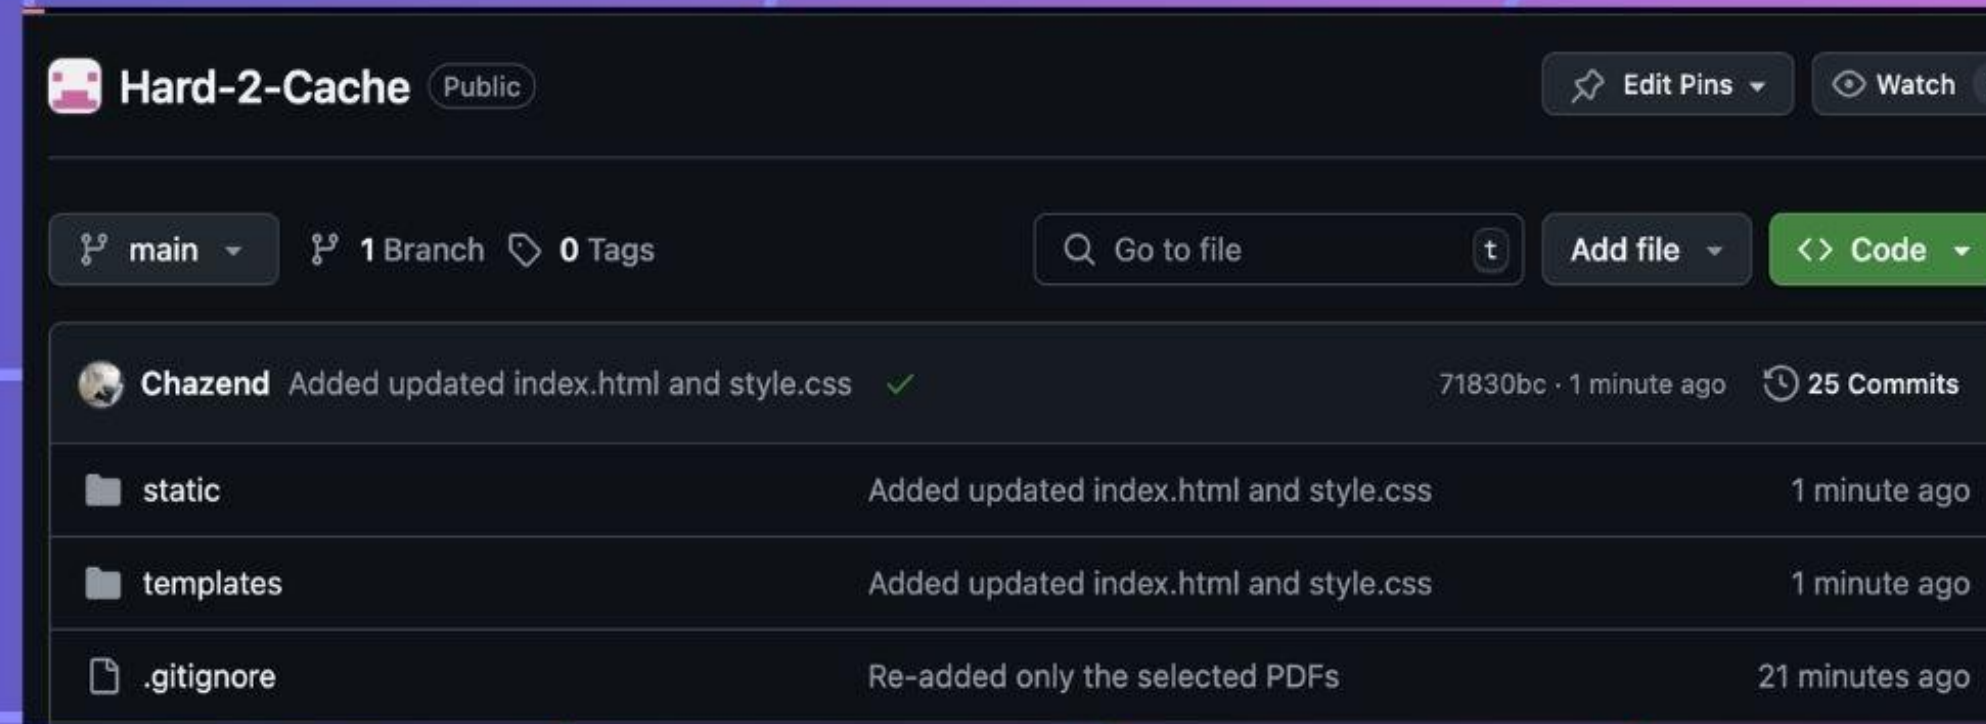 Hard-2-Cache Public Edit Pins Watch
main 1 Branch 0 Tags Go to file t Add file <> Code
Chazend Added updated index.html and style.css 71830bc · 1 minute ago 25 Commits
static Added updated index.html and style.css 1 minute ago
templates Added updated index.html and style.css 1 minute ago
.gitignore Re-added only the selected PDFs 21 minutes ago